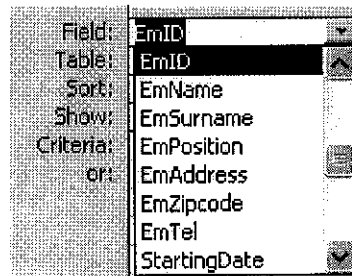 Field: EmID
Table: EmID
Sort: EmName
Show: EmSurname
Criteria: EmPosition
or: EmAddress
EmZipcode
EmTel
StartingDate